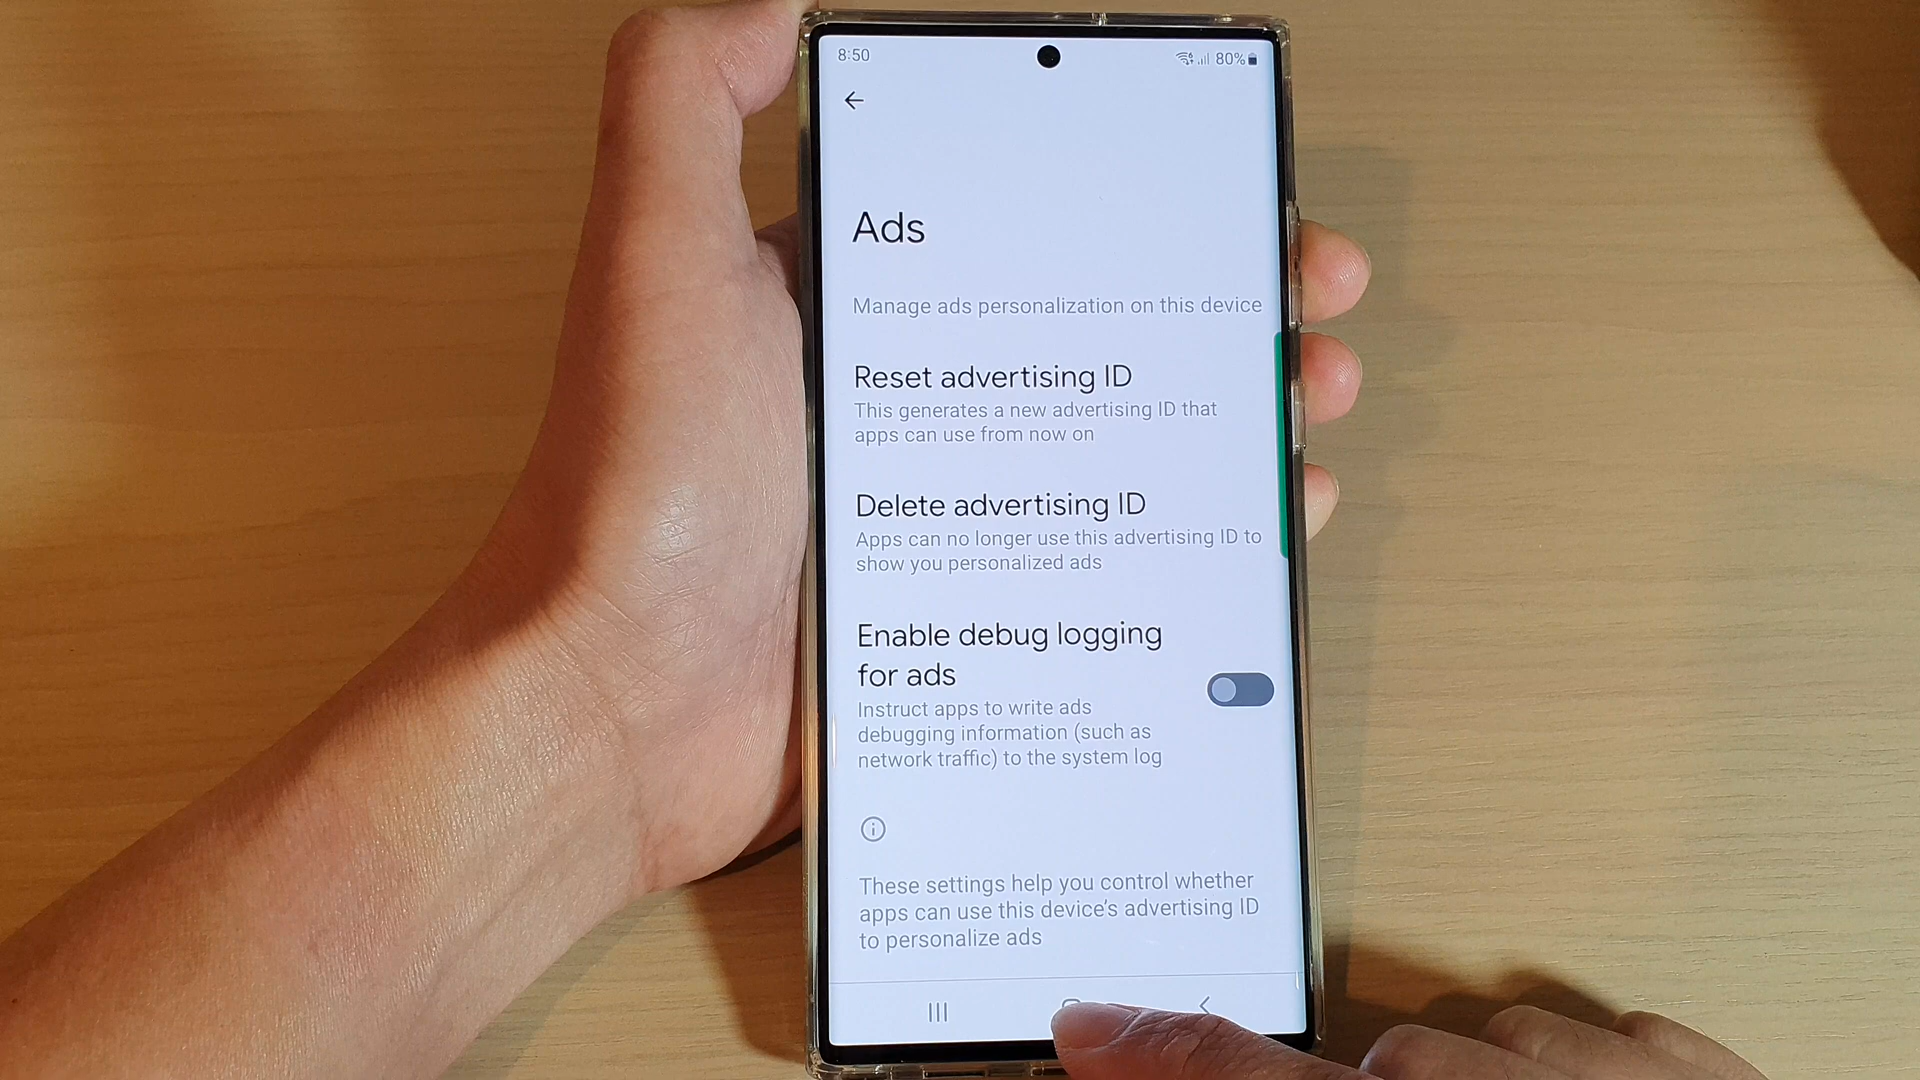 8:50
80%
Ads
Manage ads personalization on this device
Reset advertising ID
This generates a new advertising ID that
apps can use from now on
Delete advertising ID
Apps can no longer use this advertising ID to
show you personalized ads
Enable debug logging
for ads
Instruct apps to write ads
debugging information (such as
network traffic) to the system log
These settings help you control whether
apps can use this device's advertising ID
to personalize ads